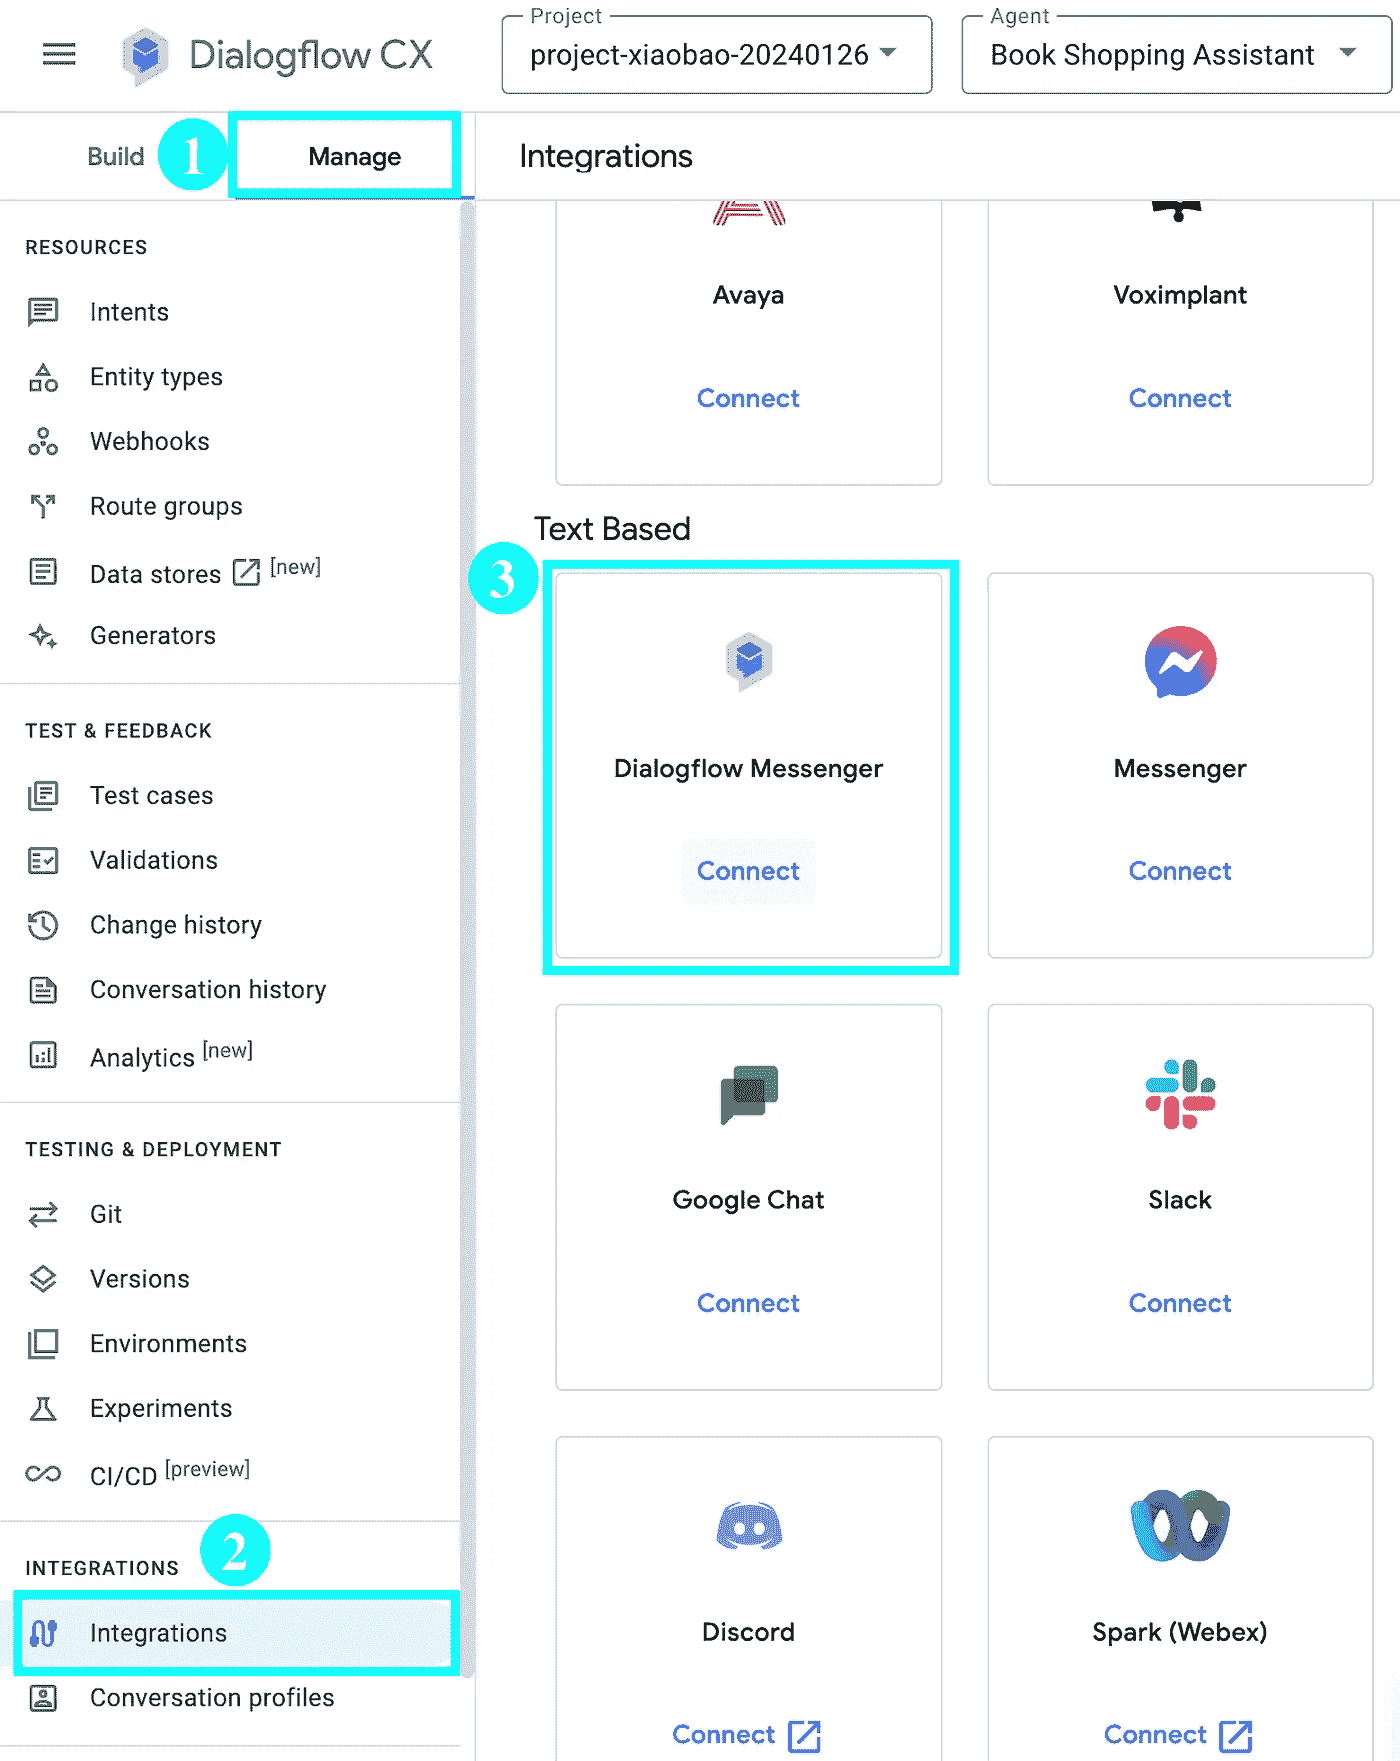 Dialogflow CX
Project
project-xiaobao-20240126
Agent
Book Shopping Assistant
Build
1
Manage
Integrations
RESOURCES
Intents
Entity types
Webhooks
Route groups
Data stores [new]
Generators
TEST & FEEDBACK
Test cases
Validations
Change history
Conversation history
Analytics [new]
TESTING & DEPLOYMENT
Git
Versions
Environments
Experiments
CI/CD [preview]
INTEGRATIONS
2
Integrations
Conversation profiles
Avaya
Connect
Voximplant
Connect
Text Based
3
Dialogflow Messenger
Connect
Messenger
Connect
Google Chat
Connect
Slack
Connect
Discord
Connect
Spark (Webex)
Connect